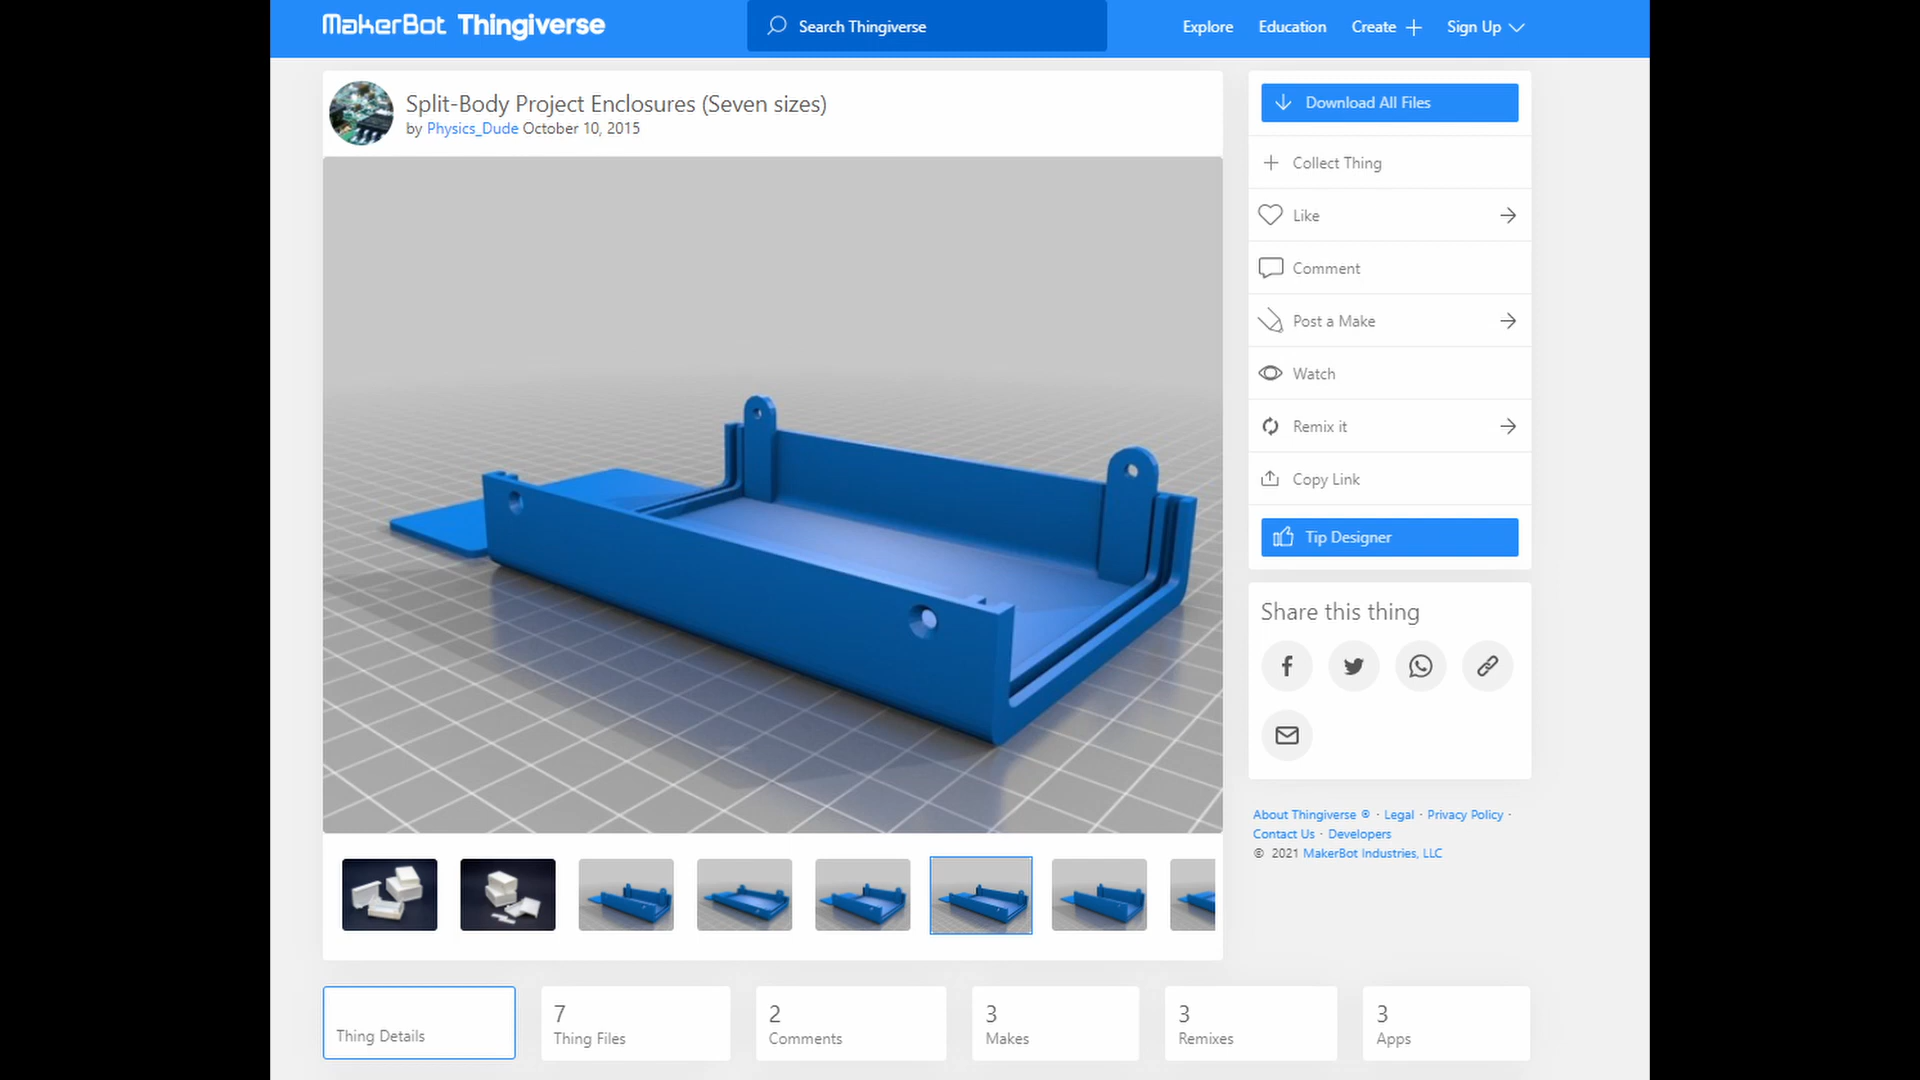 MakerBot Thingiverse
Search Thingiverse
Explore
Education
Create
Sign Up
Split-Body Project Enclosures (Seven sizes)
by Physics_Dude October 10, 2015
Download All Files
Collect Thing
Like
Comment
Post a Make
Watch
Remix it
Copy Link
Tip Designer
Share this thing
About Thingiverse ® · Legal · Privacy Policy ·
Contact Us · Developers
© 2021 MakerBot Industries, LLC
Thing Details
7
Thing Files
2
Comments
3
Makes
3
Remixes
3
Apps